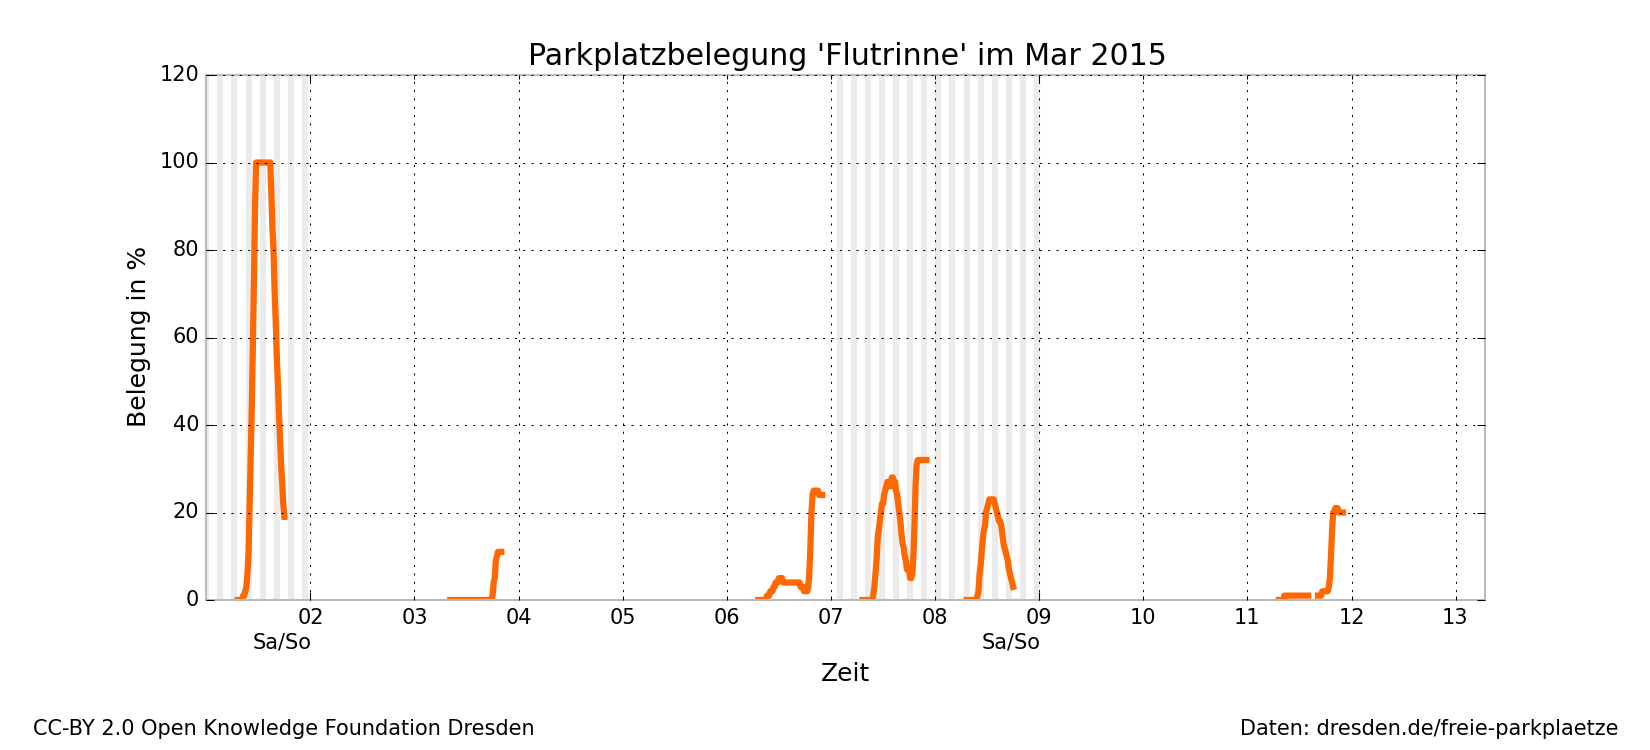 Parkplatzbelegung 'Flutrinne' im Mar 2015
120
100
80
60
40
20
0
Belegung in %
02 03 04 05 06 07 08 09 10 11 12 13
Sa/So Sa/So
Zeit
CC-BY 2.0 Open Knowledge Foundation Dresden
Daten: dresden.de/freie-parkplaetze